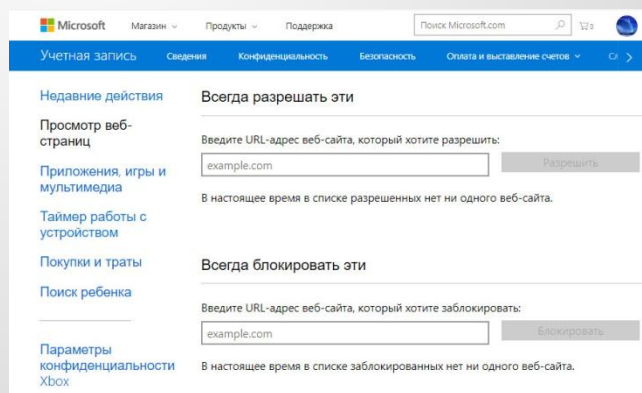 Microsoft Магазин Продукты Поддержка Поиск Microsoft.com 0
Учетная запись Сведения Конфиденциальность Безопасность Оплата и выставление счетов
Недавние действия
Просмотр веб-
страниц
Приложения, игры и
мультимедиа
Таймер работы с
устройством
Покупки и траты
Поиск ребенка
Параметры
конфиденциальности
Xbox
Всегда разрешать эти
Введите URL-адрес веб-сайта, который хотите разрешить:
example.com Разрешить
В настоящее время в списке разрешенных нет ни одного веб-сайта.
Всегда блокировать эти
Введите URL-адрес веб-сайта, который хотите заблокировать:
example.com Блокировать
В настоящее время в списке заблокированных нет ни одного веб-сайта.